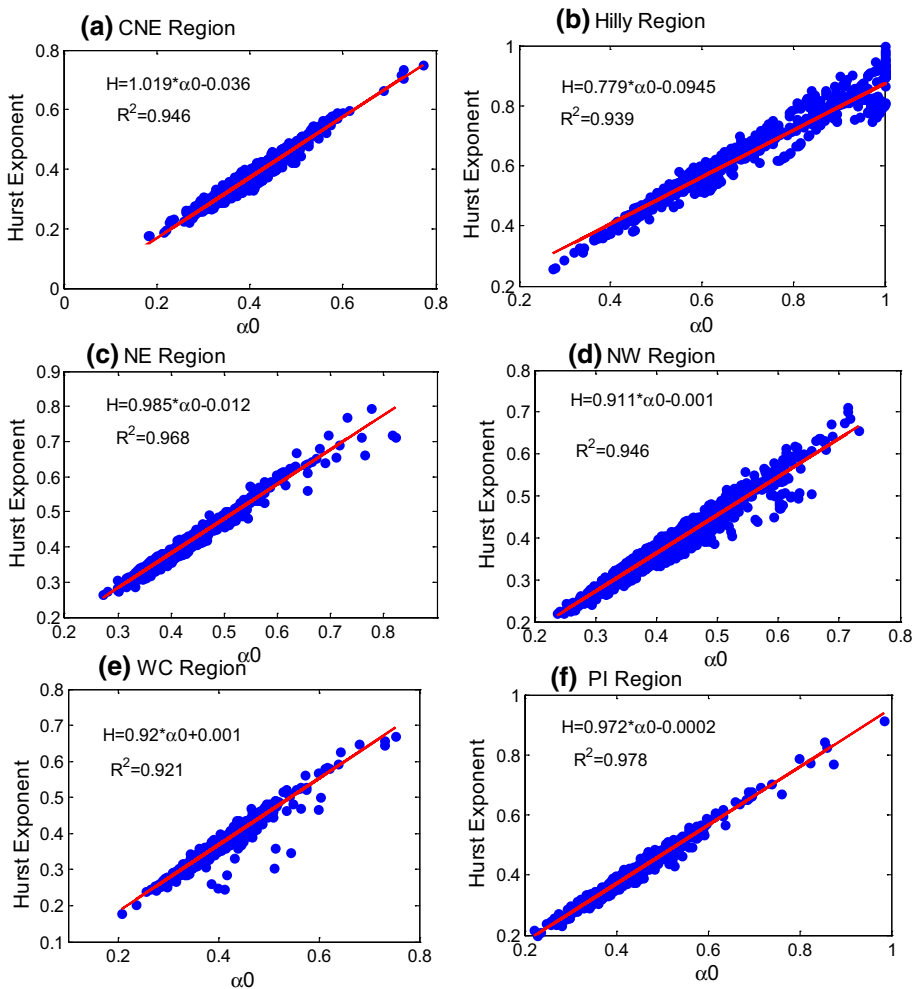 (a) CNE Region
H=1.019*α0-0.036
R²=0.946
Hurst Exponent
0.8
0.6
0.4
0.2
0
0 0.2 0.4 0.6 0.8
α0
(b) Hilly Region
H=0.779*α0-0.0945
R²=0.939
Hurst Exponent
1
0.8
0.6
0.4
0.2
0.2 0.4 0.6 0.8 1
α0
(c) NE Region
H=0.985*α0-0.012
R²=0.968
Hurst Exponent
0.9
0.8
0.7
0.6
0.5
0.4
0.3
0.2
0.2 0.3 0.4 0.5 0.6 0.7 0.8 0.9
α0
(d) NW Region
H=0.911*α0-0.001
R²=0.946
Hurst Exponent
0.8
0.7
0.6
0.5
0.4
0.3
0.2
0.2 0.3 0.4 0.5 0.6 0.7 0.8
α0
(e) WC Region
H=0.92*α0+0.001
R²=0.921
Hurst Exponent
0.8
0.7
0.6
0.5
0.4
0.3
0.2
0.1
0.2 0.4 0.6 0.8
α0
(f) PI Region
H=0.972*α0-0.0002
R²=0.978
Hurst Exponent
1
0.8
0.6
0.4
0.2
0.2 0.4 0.6 0.8 1
α0